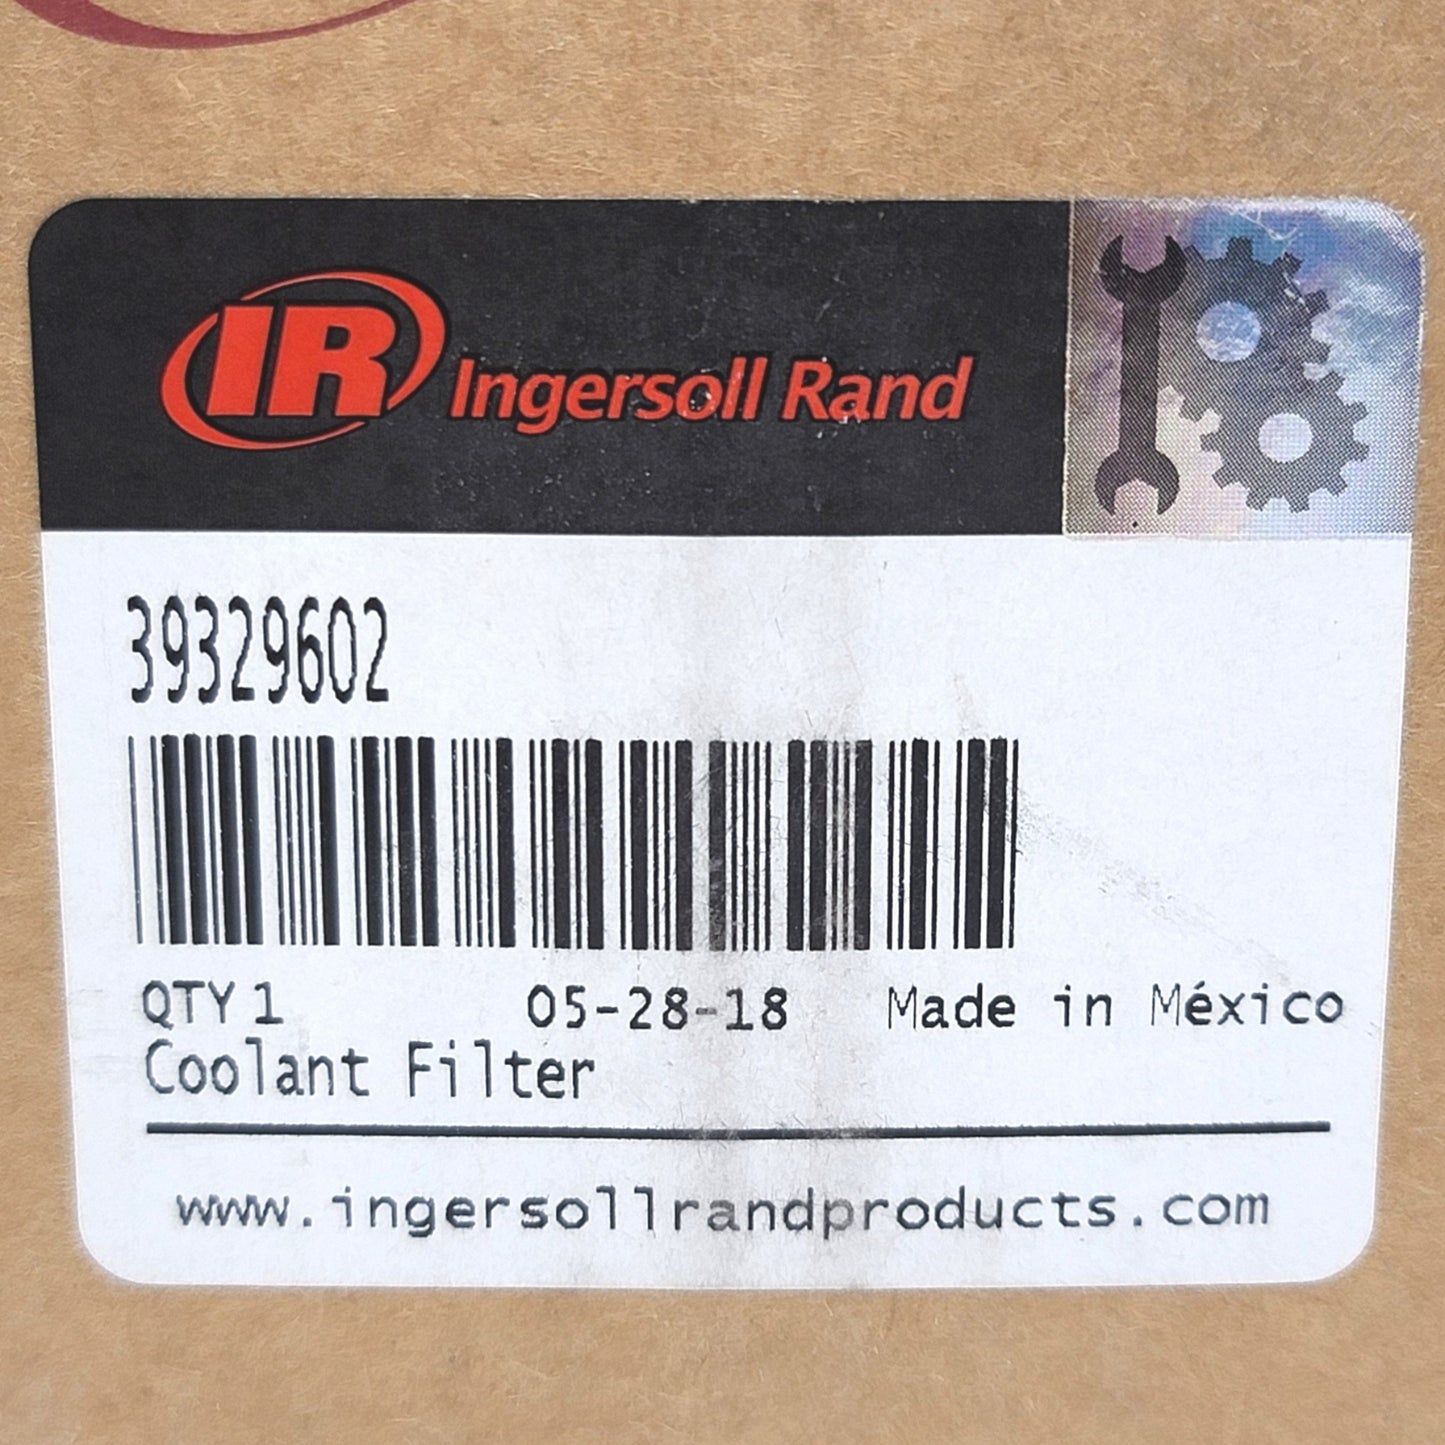 IR Ingersoll Rand
39329602
QTY 1 05-28-18 Made in México
Coolant Filter
www.ingersollrandproducts.com